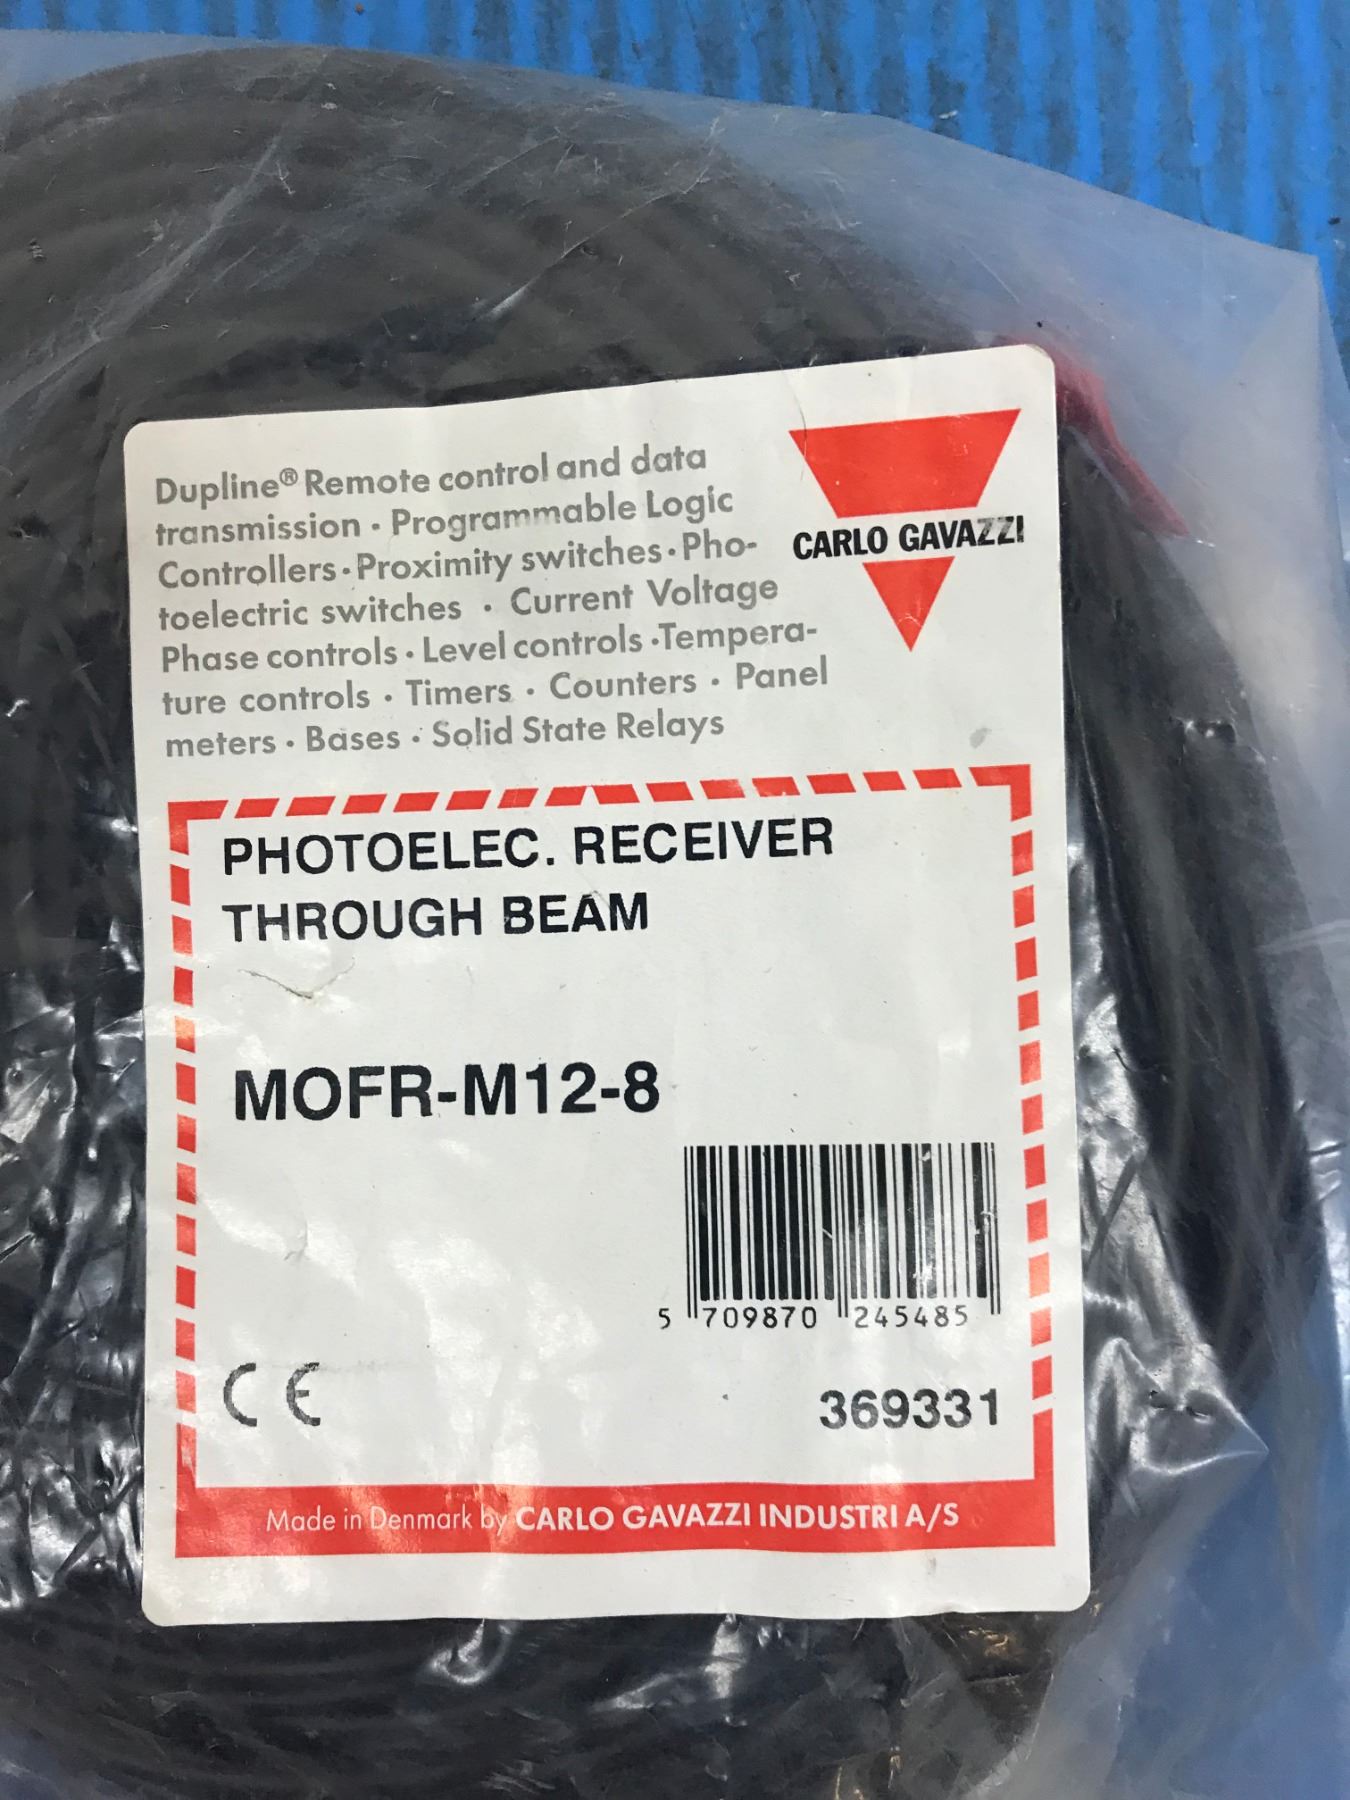 Dupline® Remote control and data
transmission · Programmable Logic
Controllers · Proximity switches · Pho-
toelectric switches · Current Voltage
Phase controls · Level controls · Tempera-
ture controls · Timers · Counters · Panel
meters · Bases · Solid State Relays
CARLO GAVAZZI
PHOTOELEC. RECEIVER
THROUGH BEAM
MOFR-M12-8
5 709870 245485
CE
369331
Made in Denmark by CARLO GAVAZZI INDUSTRI A/S